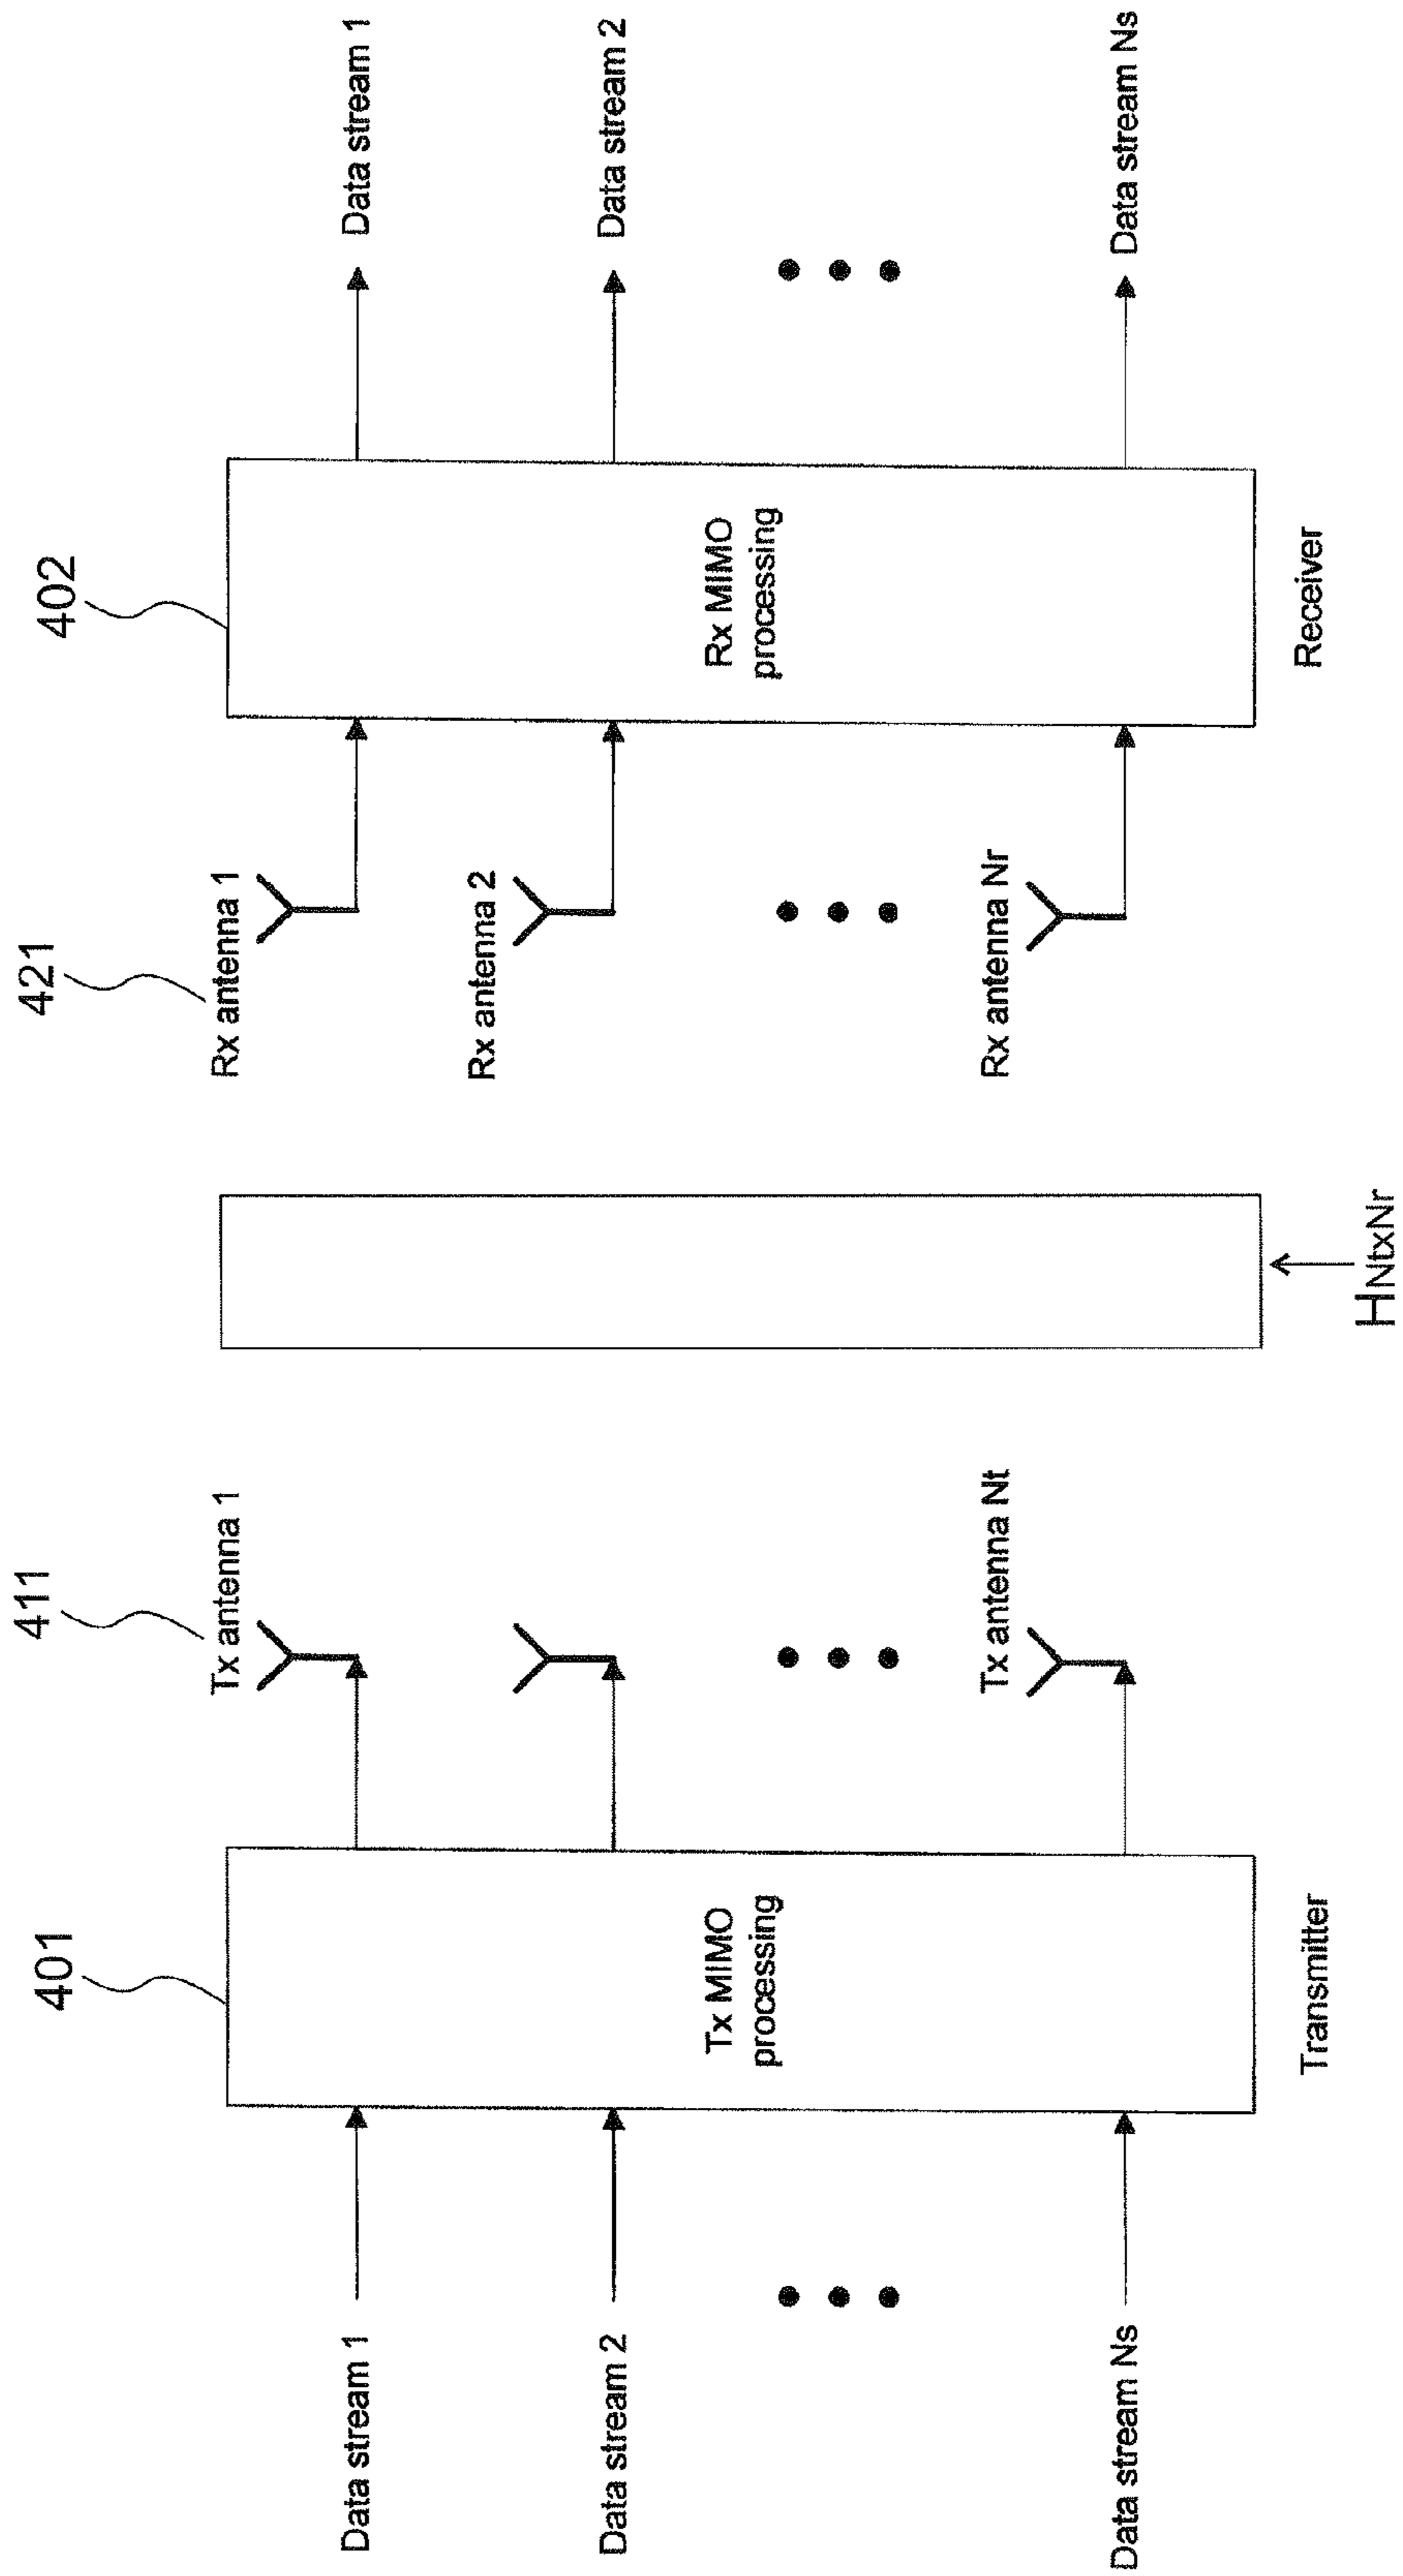 401
411
421
402
Tx antenna 1
Rx antenna 1
Data stream 1
Data stream 1
Rx antenna 2
Data stream 2
Data stream 2
Tx MIMO
processing
Rx MIMO
processing
Tx antenna Nt
Rx antenna Nr
Data stream Ns
Data stream Ns
Transmitter
HNtxNr
Receiver